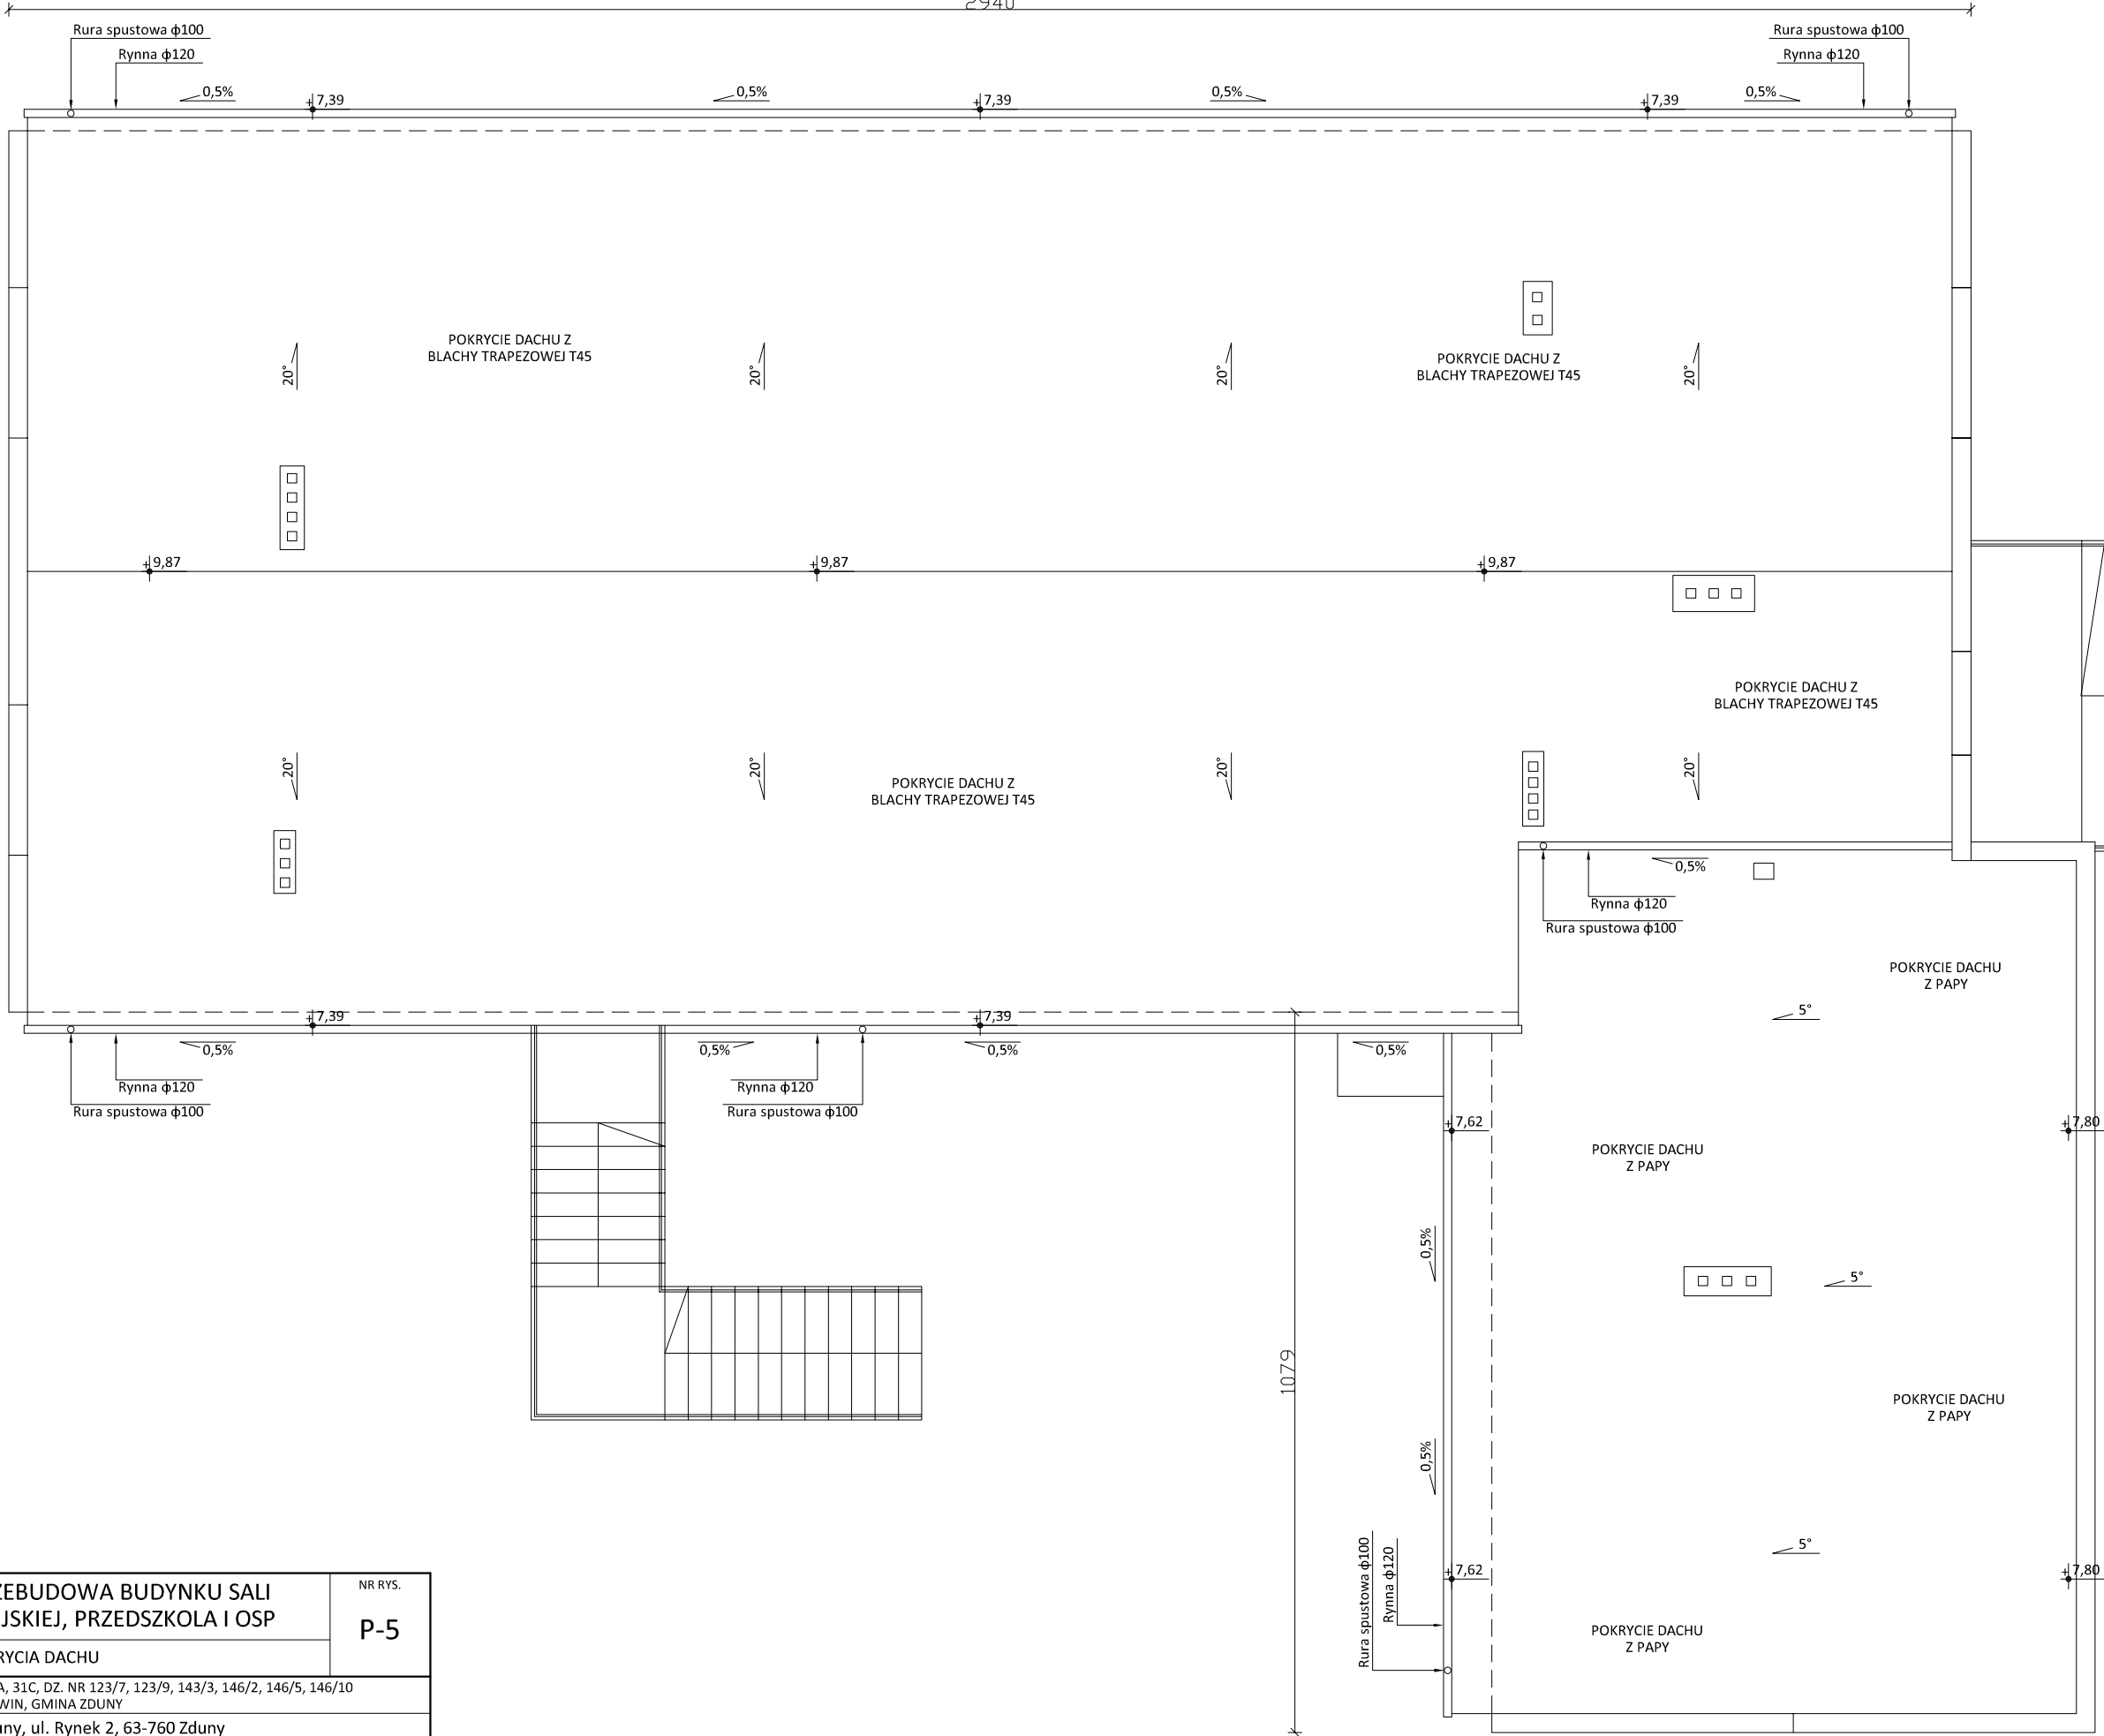 2940
Rura spustowa ϕ100
Rynna ϕ120
Rura spustowa ϕ100
Rynna ϕ120
0,5%
+7,39
0,5%
+7,39
0,5%
+7,39
0,5%
POKRYCIE DACHU Z
BLACHY TRAPEZOWEJ T45
POKRYCIE DACHU Z
BLACHY TRAPEZOWEJ T45
20°
20°
20°
20°
+9,87
+9,87
+9,87
POKRYCIE DACHU Z
BLACHY TRAPEZOWEJ T45
20°
20°
20°
20°
POKRYCIE DACHU Z
BLACHY TRAPEZOWEJ T45
0,5%
Rynna ϕ120
Rura spustowa ϕ100
POKRYCIE DACHU
Z PAPY
5°
+7,39
+7,39
0,5%
0,5%
0,5%
0,5%
Rynna ϕ120
Rura spustowa ϕ100
Rynna ϕ120
Rura spustowa ϕ100
+7,62
+7,80
POKRYCIE DACHU
Z PAPY
0,5%
5°
1079
POKRYCIE DACHU
Z PAPY
0,5%
5°
Rura spustowa ϕ100
Rynna ϕ120
+7,62
+7,80
POKRYCIE DACHU
Z PAPY
ZEBUDOWA BUDYNKU SALI
JSKIEJ, PRZEDSZKOLA I OSP
NR RYS.
P-5
RYCIA DACHU
A, 31C, DZ. NR 123/7, 123/9, 143/3, 146/2, 146/5, 146/10
WIN, GMINA ZDUNY
uny, ul. Rynek 2, 63-760 Zduny